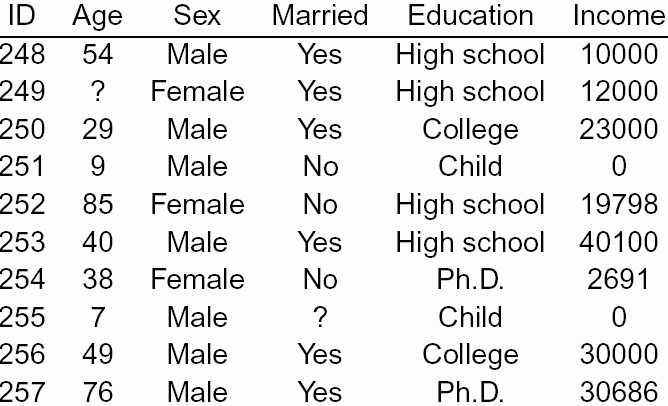 ID Age Sex Married Education Income
248 54 Male Yes High school 10000
249 ? Female Yes High school 12000
250 29 Male Yes College 23000
251 9 Male No Child 0
252 85 Female No High school 19798
253 40 Male Yes High school 40100
254 38 Female No Ph.D. 2691
255 7 Male ? Child 0
256 49 Male Yes College 30000
257 76 Male Yes Ph.D. 30686